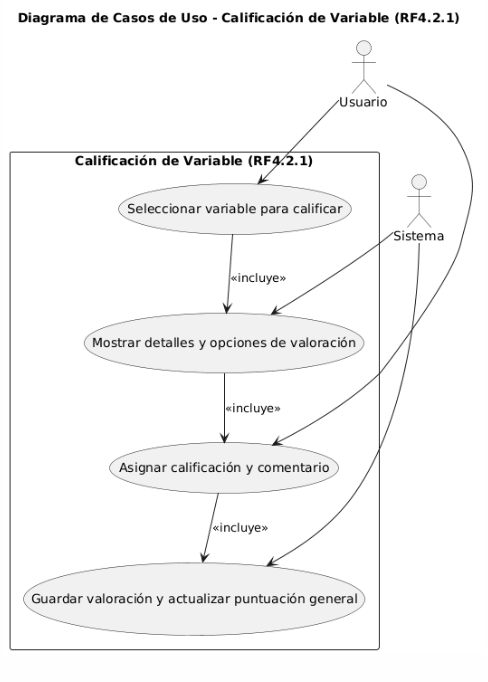 Diagrama de Casos de Uso - Calificación de Variable (RF4.2.1)
Usuario
Calificación de Variable (RF4.2.1)
Seleccionar variable para calificar
Sistema
«incluye»
Mostrar detalles y opciones de valoración
«incluye»
Asignar calificación y comentario
«incluye»
Guardar valoración y actualizar puntuación general